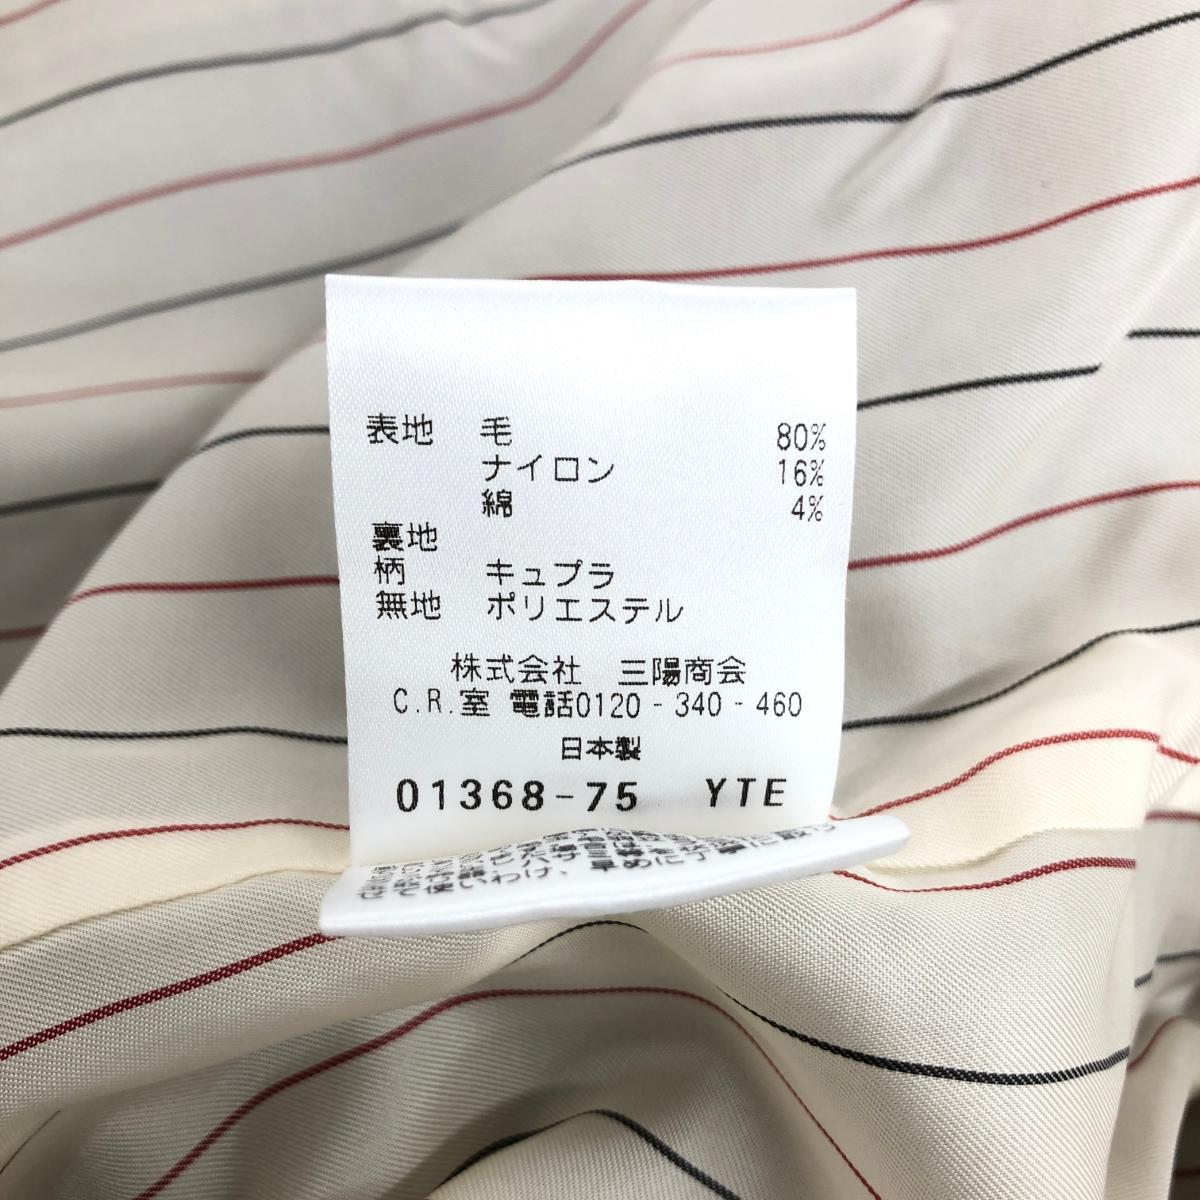 表地 毛 80%
ナイロン 16%
綿 4%
裏地
柄 キュプラ
無地 ポリエステル
株式会社 三陽商会
C.R.室 電話0120-340-460
日本製
01368-75 YTE